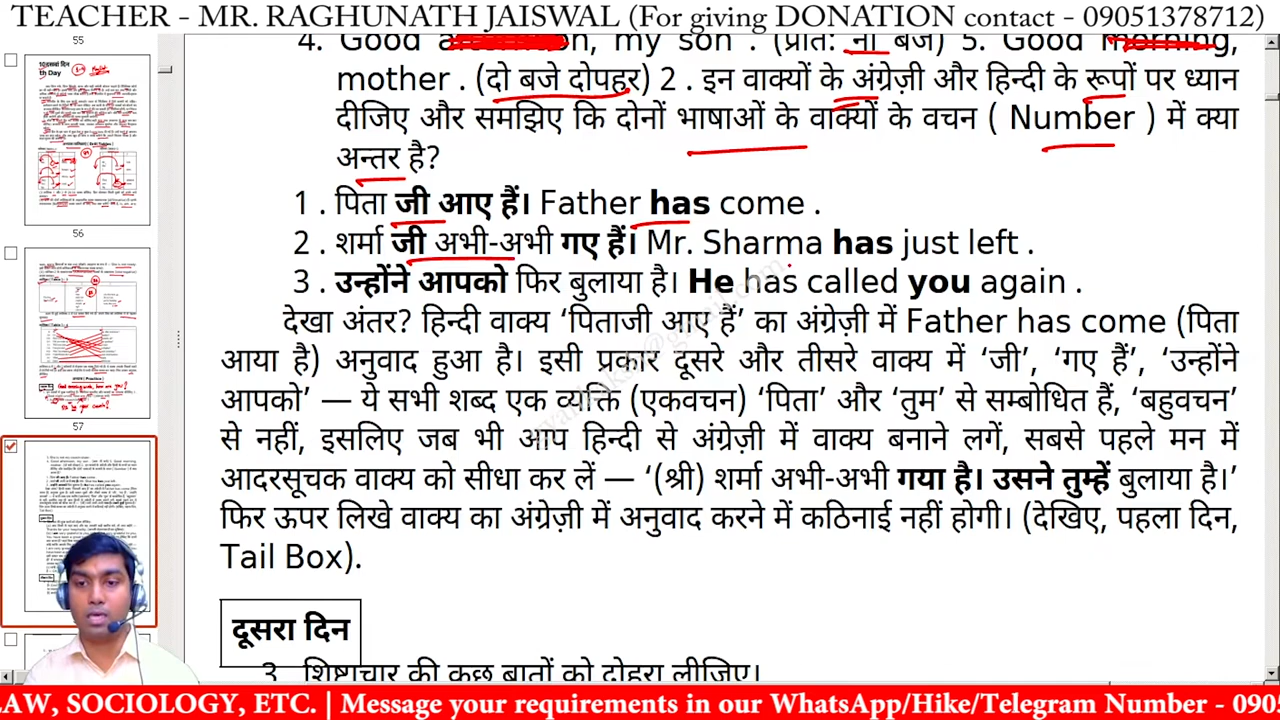 TEACHER - MR. RAGHUNATH JAISWAL (For giving DONATION contact - 09051378712)
4. Good n, my son . (प्रात: नौ बजे) 5. Good morning,
mother . (दो बजे दोपहर) 2 . इन वाक्यों के अंग्रेज़ी और हिन्दी के रूपों पर ध्यान
दीजिए और समझिए कि दोनों भाषाओं के वाक्यों के वचन ( Number ) में क्या
अन्तर है?
1 . पिता जी आए हैं। Father has come .
2 . शर्मा जी अभी-अभी गए हैं। Mr. Sharma has just left .
3 . उन्होंने आपको फिर बुलाया है। He has called you again .
देखा अंतर? हिन्दी वाक्य ‘पिताजी आए हैं’ का अंग्रेज़ी में Father has come (पिता
आया है) अनुवाद हुआ है। इसी प्रकार दूसरे और तीसरे वाक्य में ‘जी’, ‘गए हैं’, ‘उन्होंने
आपको’ — ये सभी शब्द एक व्यक्ति (एकवचन) ‘पिता’ और ‘तुम’ से सम्बोधित हैं, ‘बहुवचन’
से नहीं, इसलिए जब भी आप हिन्दी से अंग्रेज़ी में वाक्य बनाने लगें, सबसे पहले मन में
आदरसूचक वाक्य को सीधा कर लें — ‘(श्री) शर्मा अभी-अभी गया है। उसने तुम्हें बुलाया है।’
फिर ऊपर लिखे वाक्य का अंग्रेज़ी में अनुवाद करने में कठिनाई नहीं होगी। (देखिए, पहला दिन,
Tail Box).
दूसरा दिन
3 शिष्टाचार की कुछ बातों को दोहरा लीजिए।
55
56
57
LAW, SOCIOLOGY, ETC. | Message your requirements in our WhatsApp/Hike/Telegram Number - 090